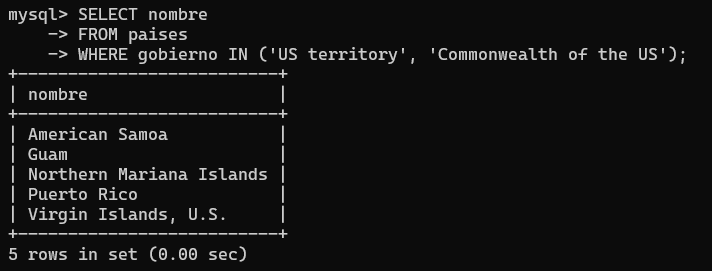 mysql> SELECT nombre
    -> FROM paises
    -> WHERE gobierno IN ('US territory', 'Commonwealth of the US');
+--------------------------+
| nombre                   |
+--------------------------+
| American Samoa           |
| Guam                     |
| Northern Mariana Islands |
| Puerto Rico              |
| Virgin Islands, U.S.     |
+--------------------------+
5 rows in set (0.00 sec)